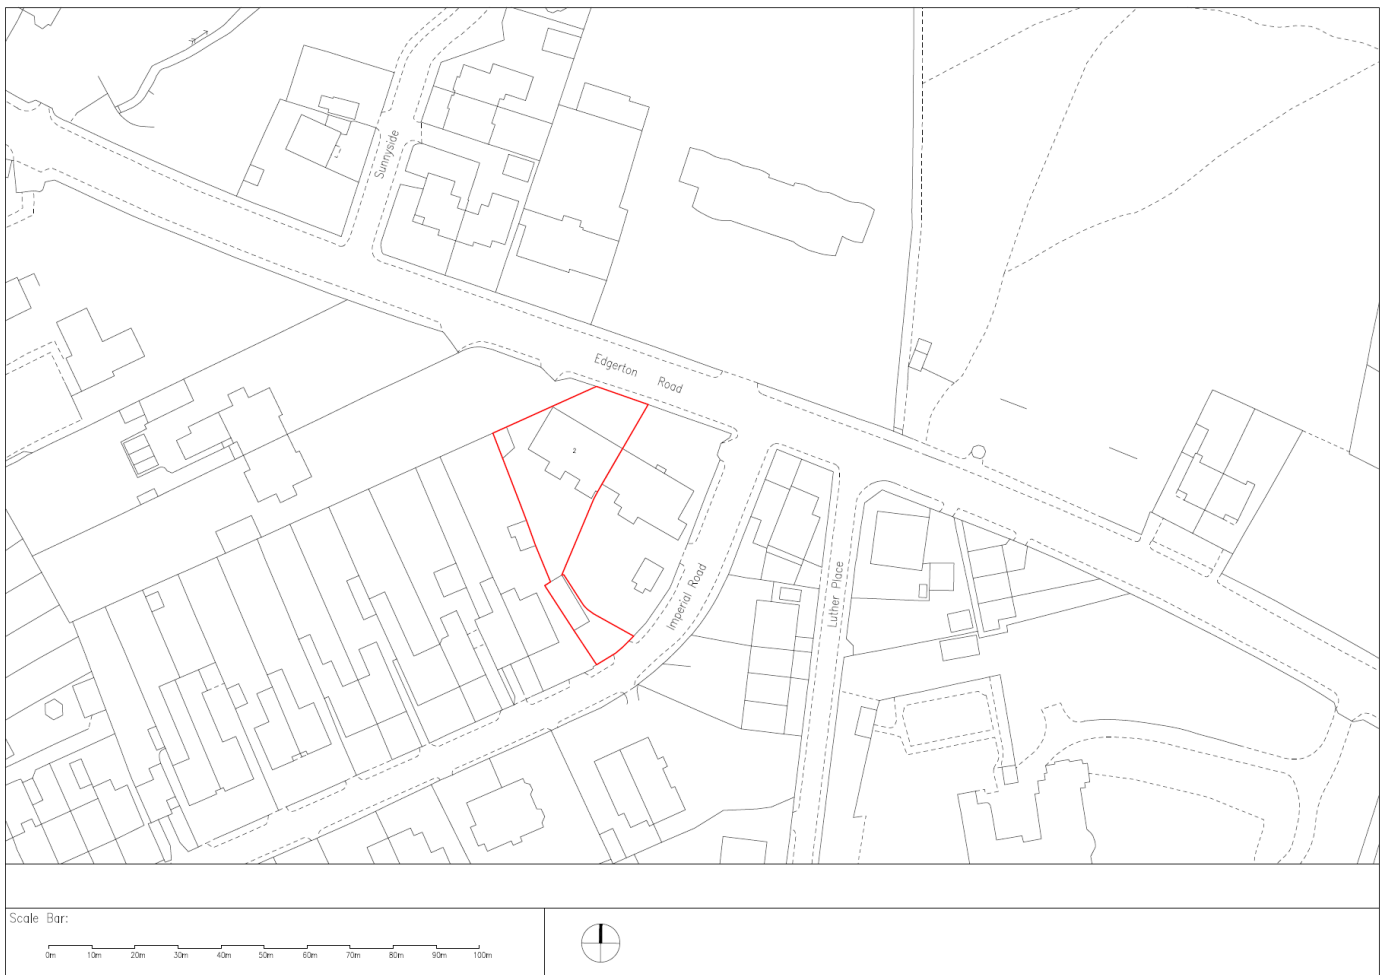 Sunnyside
Edgerton Road
2
Imperial Road
Luther Place
Scale Bar:
0m 10m 20m 30m 40m 50m 60m 70m 80m 90m 100m